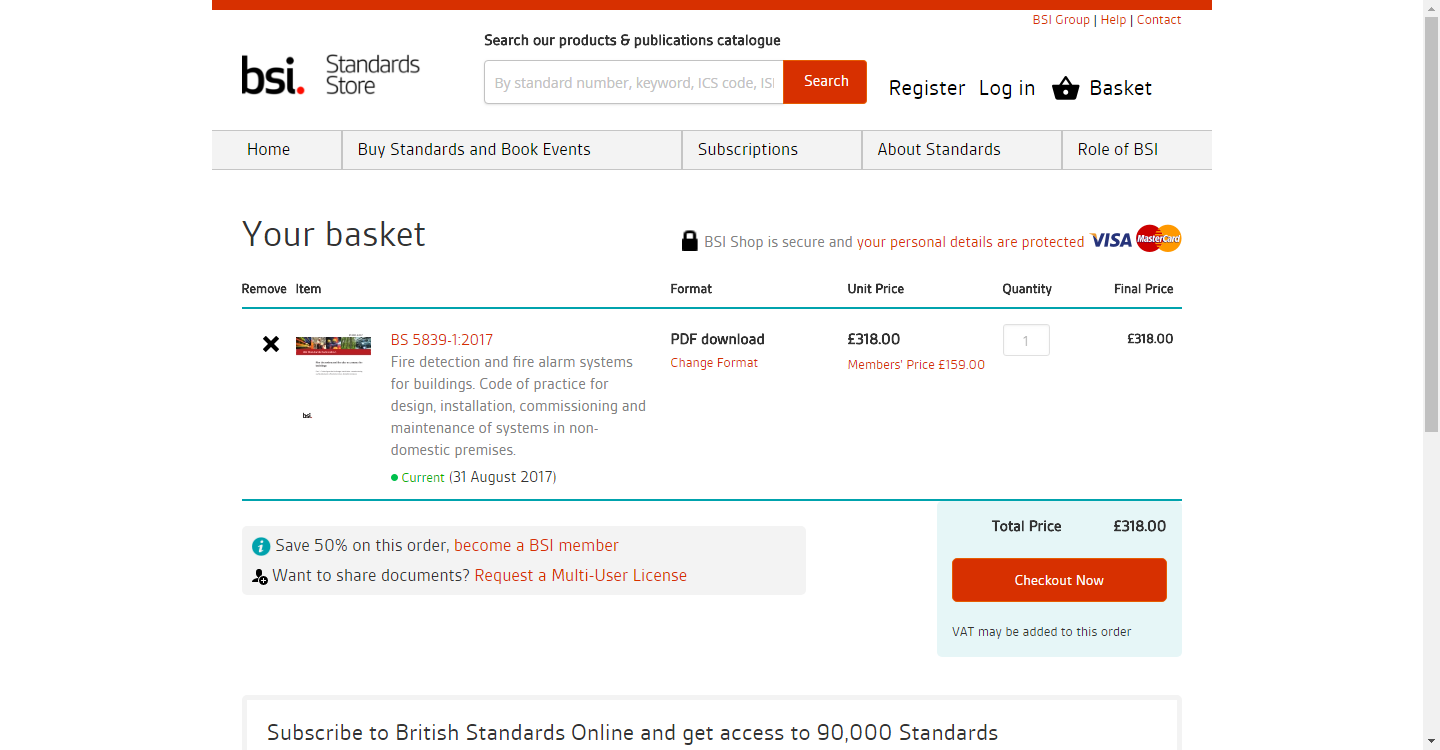 BSI Group | Help | Contact
Search our products & publications catalogue
bsi. Standards Store
By standard number, keyword, ICS code, ISI
Search
Register Log in Basket
Home Buy Standards and Book Events Subscriptions About Standards Role of BSI
Your basket
BSI Shop is secure and your personal details are protected VISA MasterCard
Remove Item Format Unit Price Quantity Final Price
BS 5839-1:2017 PDF download £318.00 1 £318.00
Fire detection and fire alarm systems Change Format Members' Price £159.00
for buildings. Code of practice for
design, installation, commissioning and
maintenance of systems in non-
domestic premises.
bsi.
Current (31 August 2017)
Total Price £318.00
Save 50% on this order, become a BSI member
Want to share documents? Request a Multi-User License
Checkout Now
VAT may be added to this order
Subscribe to British Standards Online and get access to 90,000 Standards